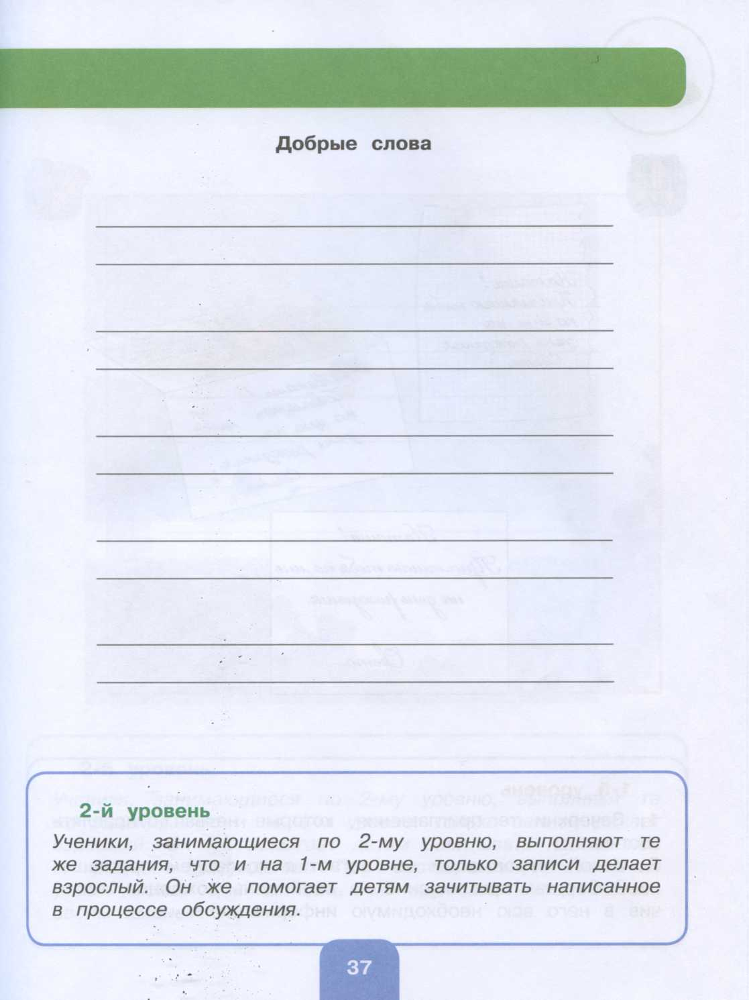 Добрые слова
2-й уровень
Ученики, занимающиеся по 2-му уровню, выполняют те
же задания, что и на 1-м уровне, только записи делает
взрослый. Он же помогает детям зачитывать написанное
в процессе обсуждения.
37